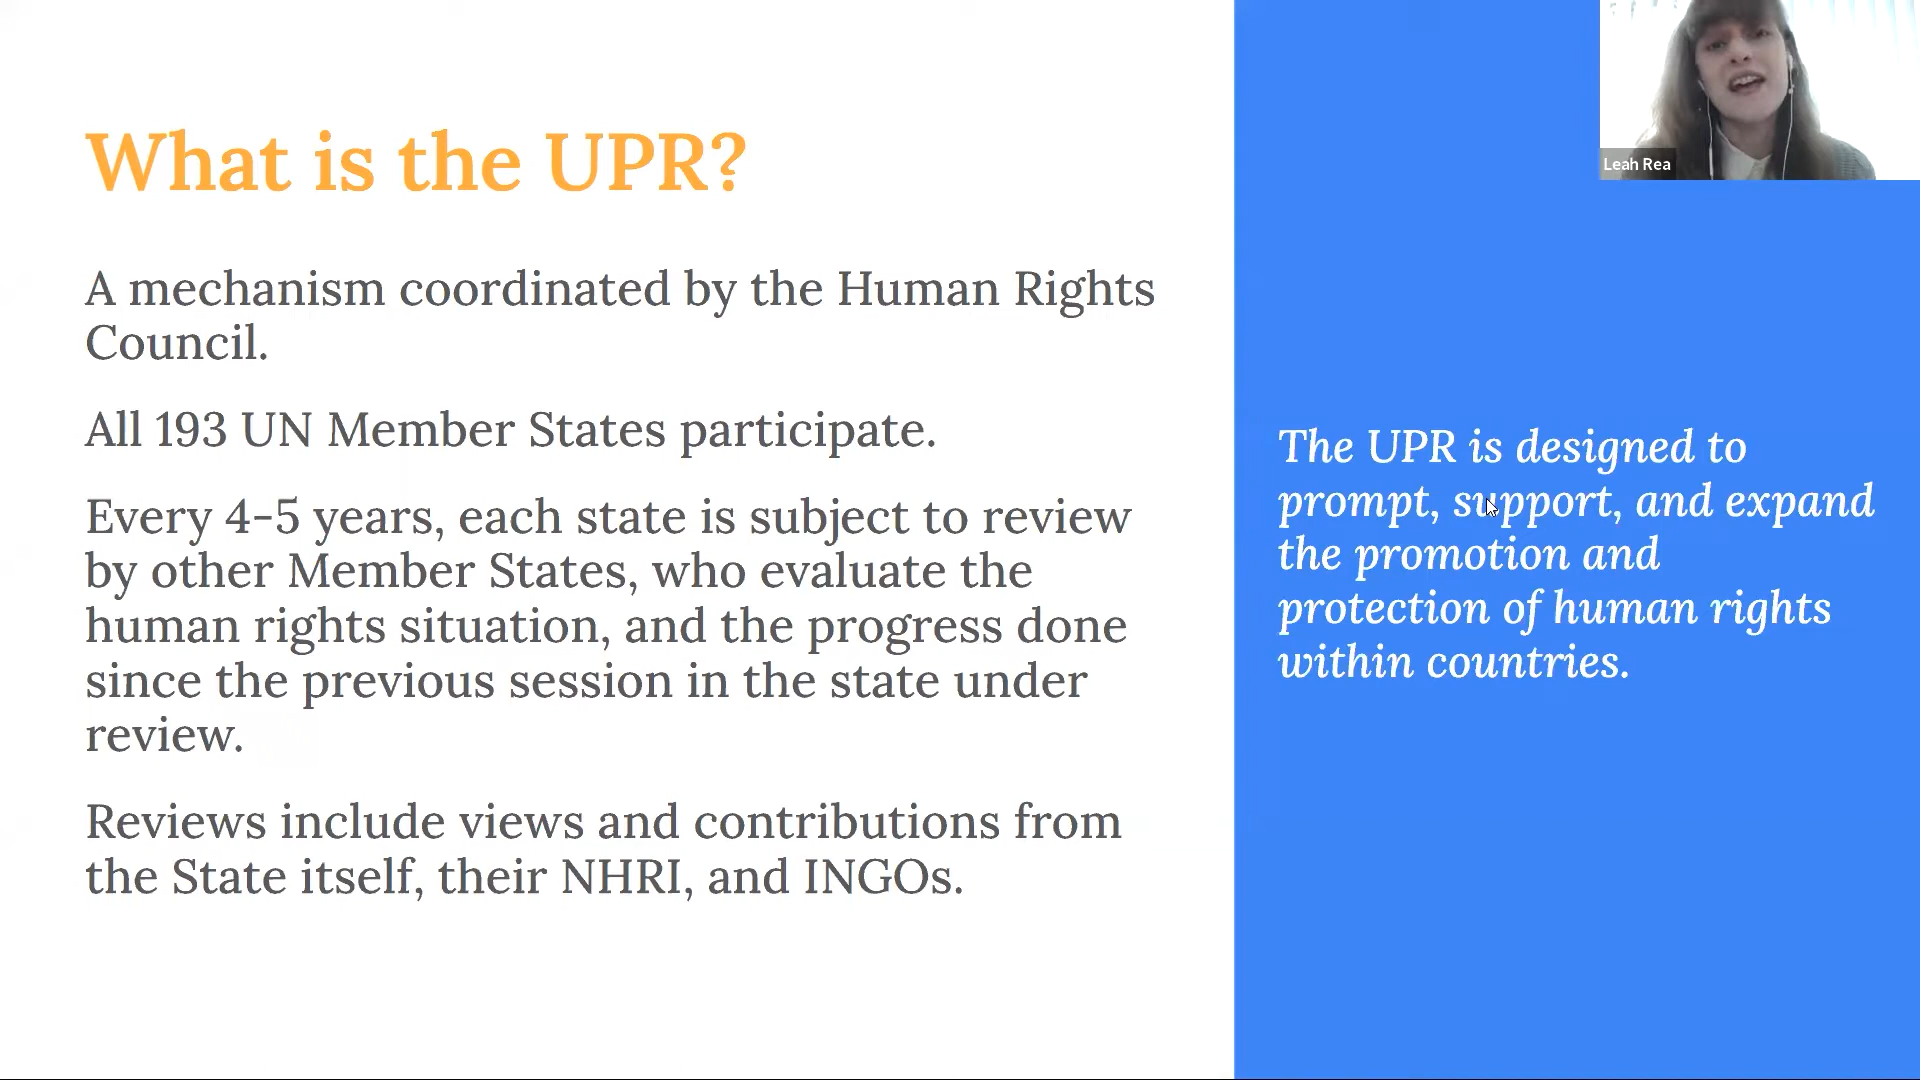 What is the UPR?
A mechanism coordinated by the Human Rights
Council.
All 193 UN Member States participate.
Every 4-5 years, each state is subject to review
by other Member States, who evaluate the
human rights situation, and the progress done
since the previous session in the state under
review.
Reviews include views and contributions from
the State itself, their NHRI, and INGOs.
Leah Rea
The UPR is designed to
prompt, support, and expand
the promotion and
protection of human rights
within countries.